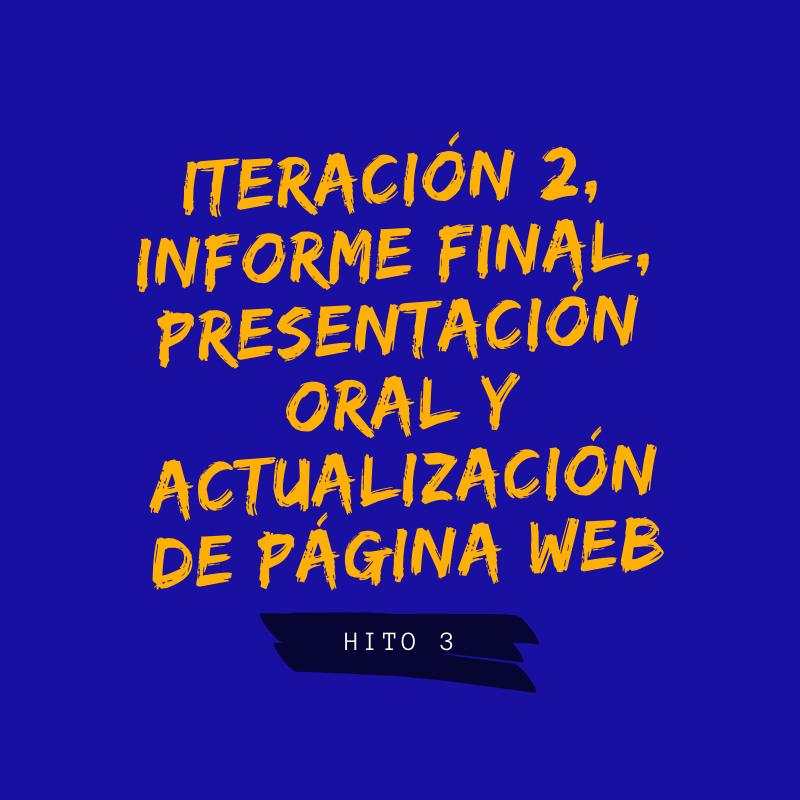 ITERACIÓN 2,
INFORME FINAL,
PRESENTACIÓN
ORAL Y
ACTUALIZACIÓN
DE PÁGINA WEB
HITO 3